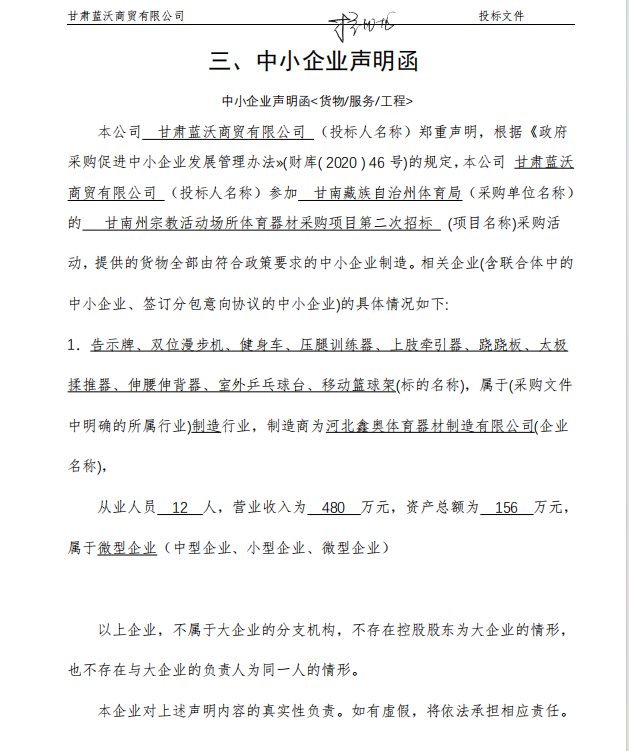 甘肃蓝沃商贸有限公司 投标文件
三、中小企业声明函
中小企业声明函<货物/服务/工程>
本公司 甘肃蓝沃商贸有限公司 （投标人名称）郑重声明，根据《政府
采购促进中小企业发展管理办法»(财库( 2020 ) 46 号)的规定，本公司 甘肃蓝沃
商贸有限公司 （投标人名称）参加 甘南藏族自治州体育局（采购单位名称）
的 甘南州宗教活动场所体育器材采购项目第二次招标 (项目名称)采购活
动，提供的货物全部由符合政策要求的中小企业制造。相关企业(含联合体中的
中小企业、签订分包意向协议的中小企业)的具体情况如下:
1．告示牌、双位漫步机、健身车、压腿训练器、上肢牵引器、跷跷板、太极
揉推器、伸腰伸背器、室外乒乓球台、移动篮球架(标的名称)，属于(采购文件
中明确的所属行业)制造行业，制造商为河北鑫奥体育器材制造有限公司(企业
名称)，
从业人员 12 人，营业收入为 480 万元，资产总额为 156 万元，
属于微型企业（中型企业、小型企业、微型企业）
以上企业，不属于大企业的分支机构，不存在控股股东为大企业的情形，
也不存在与大企业的负责人为同一人的情形。
本企业对上述声明内容的真实性负责。如有虚假，将依法承担相应责任。